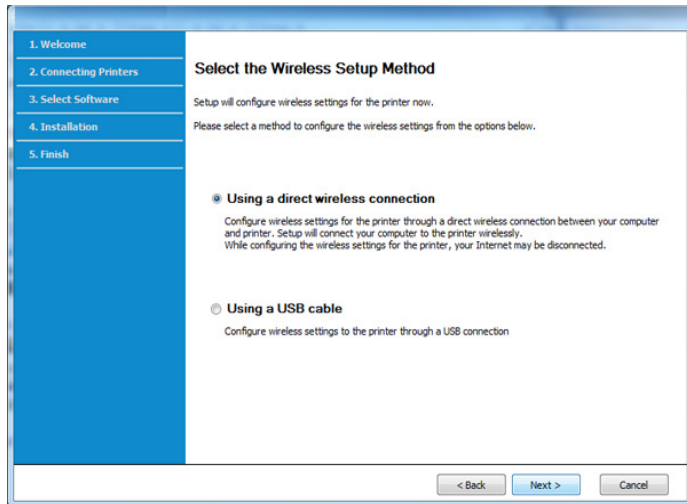 1. Welcome
2. Connecting Printers
3. Select Software
4. Installation
5. Finish
Select the Wireless Setup Method
Setup will configure wireless settings for the printer now.
Please select a method to configure the wireless settings from the options below.
Using a direct wireless connection
Configure wireless settings for the printer through a direct wireless connection between your computer
and printer. Setup will connect your computer to the printer wirelessly.
While configuring the wireless settings for the printer, your Internet may be disconnected.
Using a USB cable
Configure wireless settings to the printer through a USB connection
< Back
Next >
Cancel